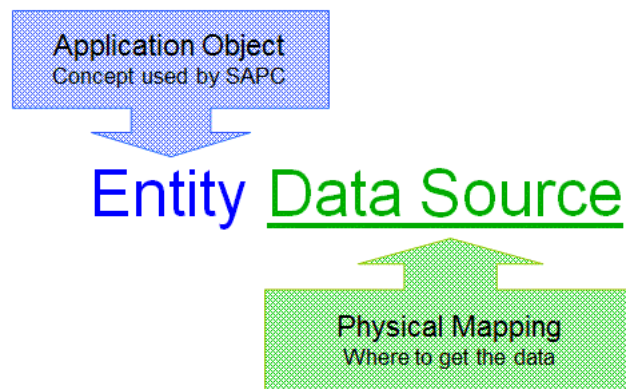 Application Object
Concept used by SAPC
Entity Data Source
Physical Mapping
Where to get the data